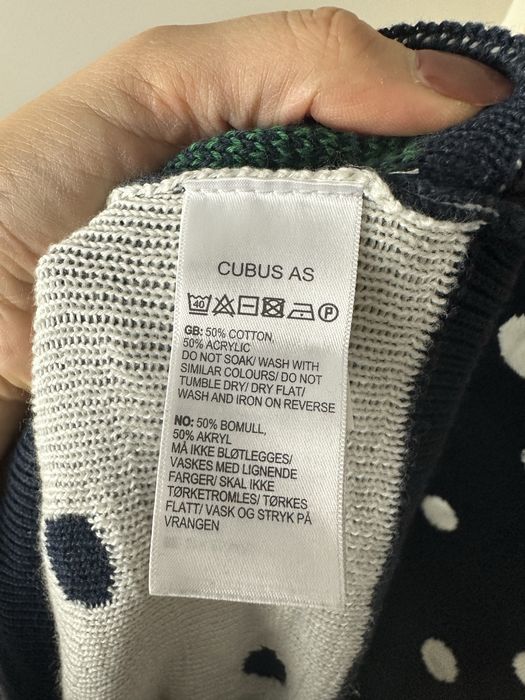 CUBUS AS
40 P
GB: 50% COTTON
50% ACRYLIC
DO NOT SOAK/ WASH WITH
SIMILAR COLOURS/ DO NOT
TUMBLE DRY/ DRY FLAT/
WASH AND IRON ON REVERSE
NO: 50% BOMULL,
50% AKRYL
MÅ IKKE BLØTLEGGES/
VASKES MED LIGNENDE
FARGER/ SKAL IKKE
TØRKETROMLES/ TØRKES
FLATT/ VASK OG STRYK PÅ
VRANGEN